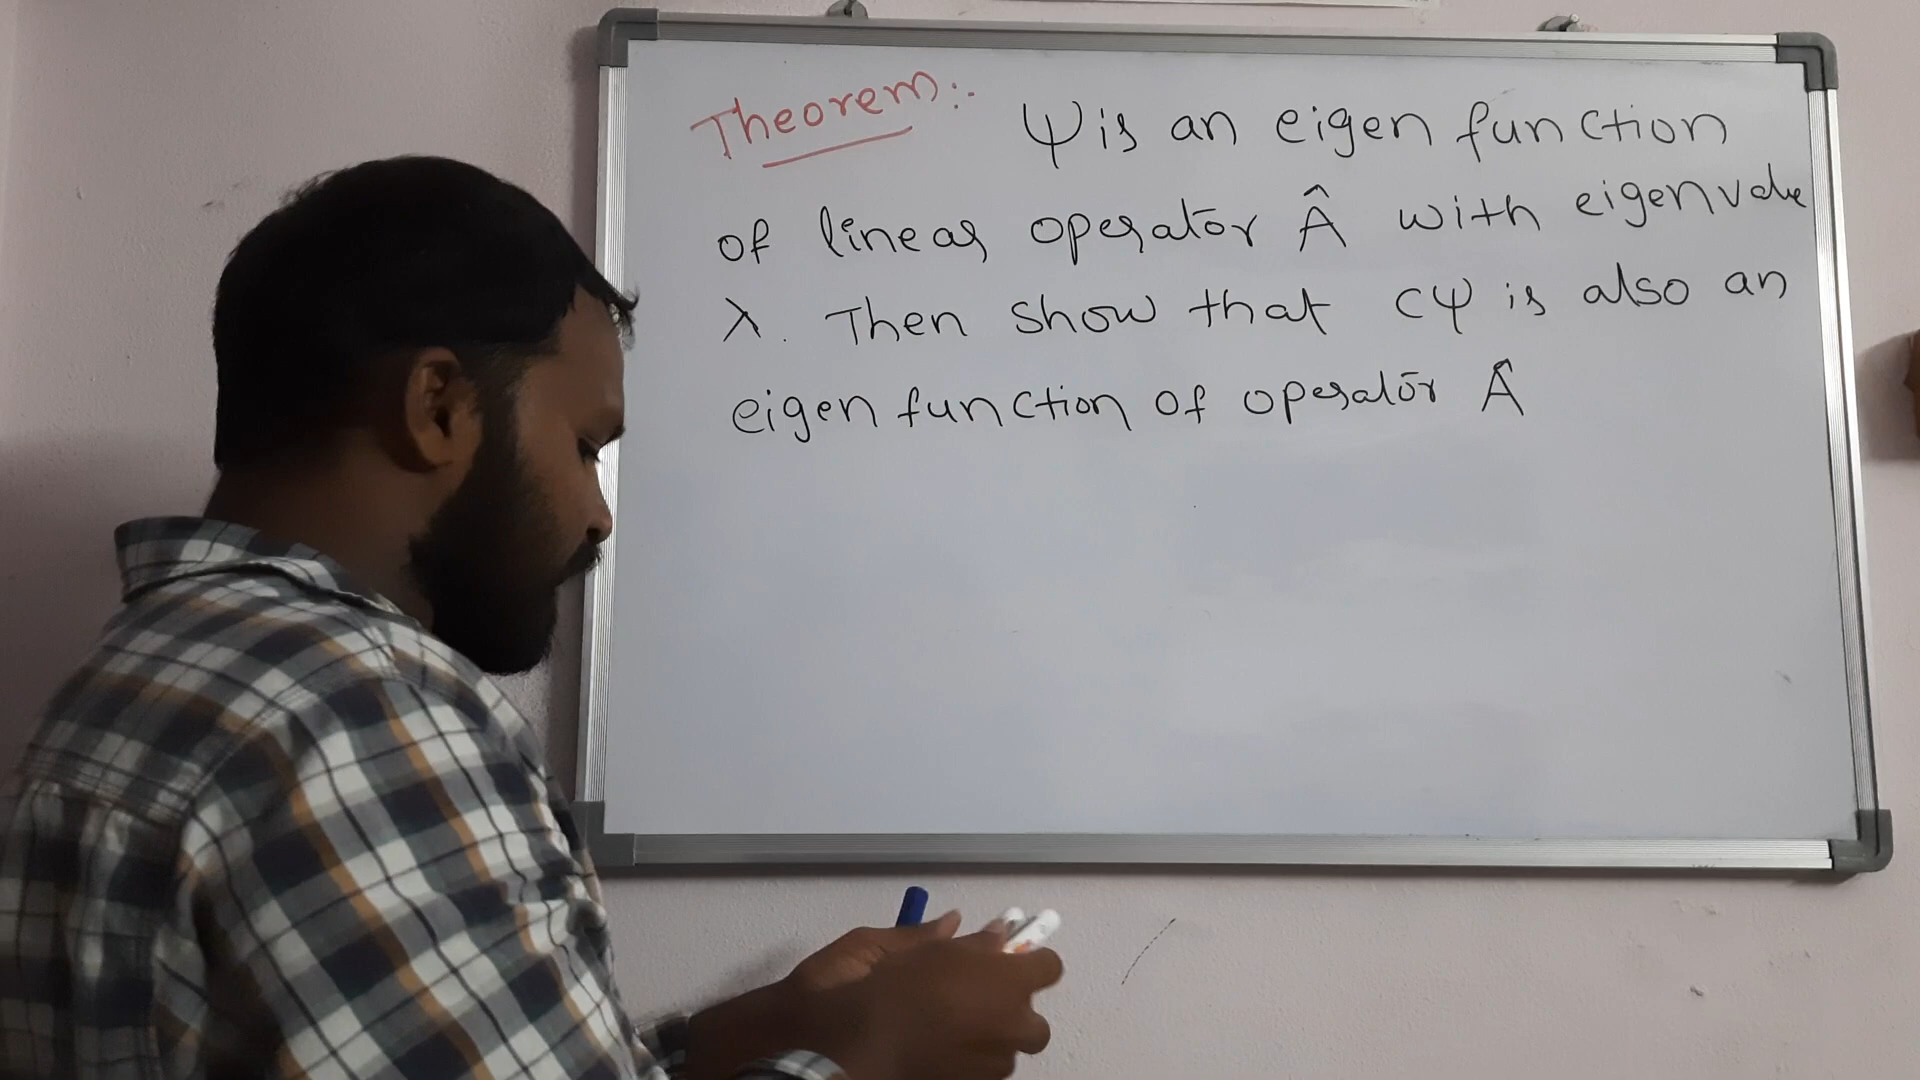 Theorem:- ψ is an eigen function
of linear operator Â with eigenvalue
λ. Then show that cψ is also an
eigen function of operator Â